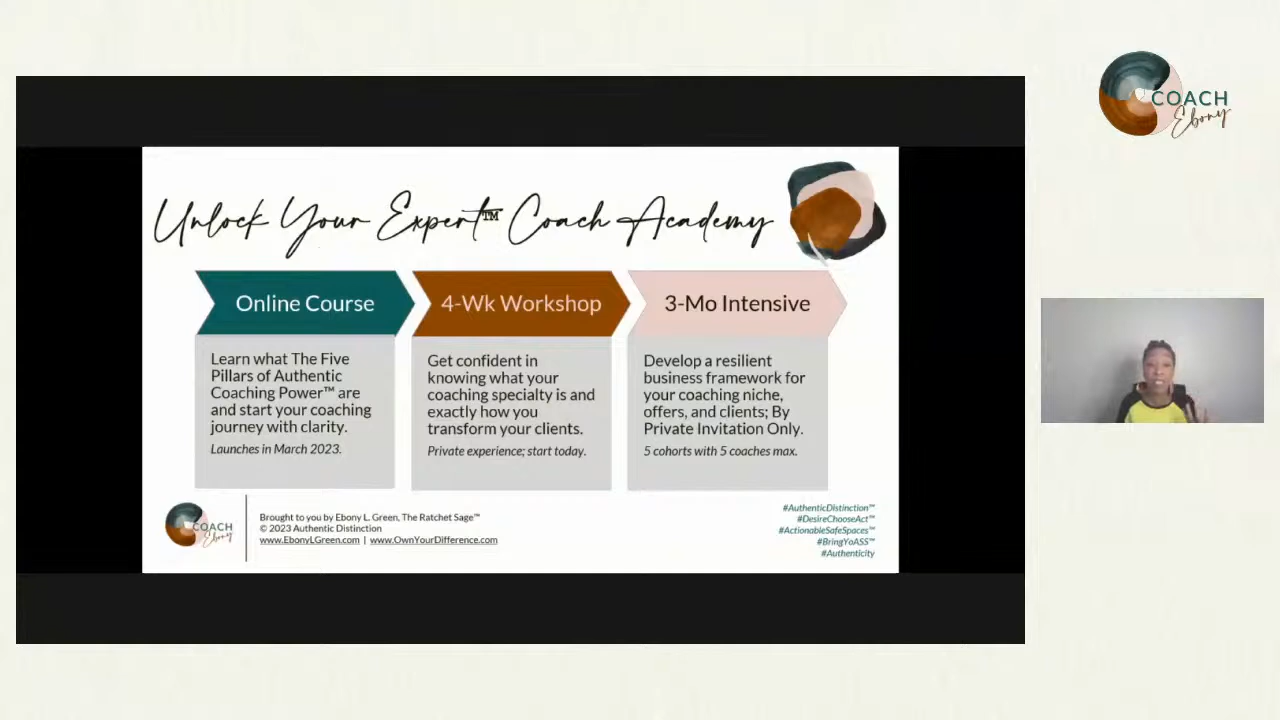 COACH
Ebony
Unlock Your Expert™ Coach Academy
Online Course
Learn what The Five
Pillars of Authentic
Coaching Power™ are
and start your coaching
journey with clarity.
Launches in March 2023.
4-Wk Workshop
Get confident in
knowing what your
coaching specialty is and
exactly how you
transform your clients.
Private experience; start today.
3-Mo Intensive
Develop a resilient
business framework for
your coaching niche,
offers, and clients; By
Private Invitation Only.
5 cohorts with 5 coaches max.
COACH
Ebony
Brought to you by Ebony L. Green, The Ratchet Sage™
© 2023 Authentic Distinction
www.EbonyLGreen.com | www.OwnYourDifference.com
#AuthenticDistinction™
#DesireChooseAct™
#ActionableSafeSpaces™
#BringYoASS™
#Authenticity